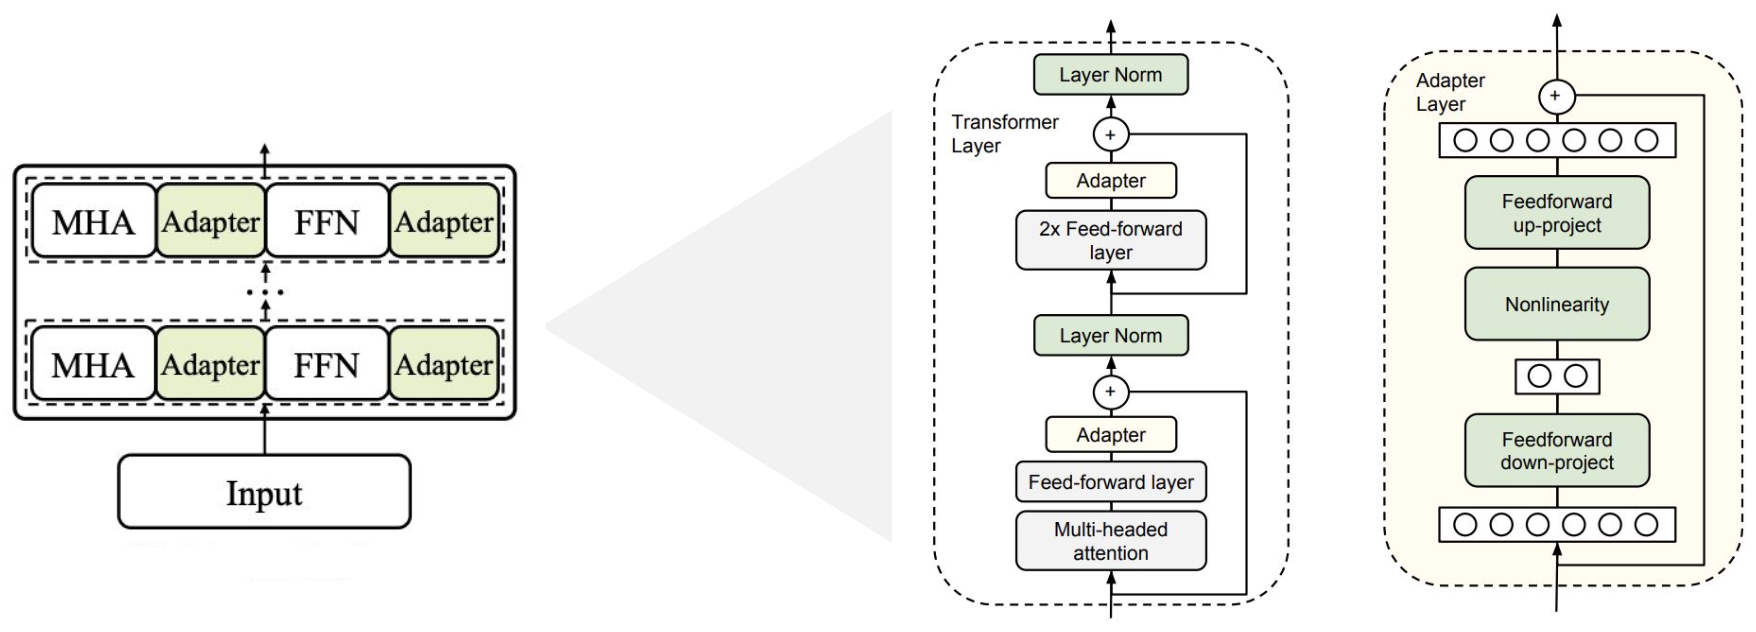 MHA Adapter FFN Adapter
...
MHA Adapter FFN Adapter
Input
Layer Norm
Transformer
Layer
+
Adapter
2x Feed-forward
layer
Layer Norm
+
Adapter
Feed-forward layer
Multi-headed
attention
Adapter
Layer
+
Feedforward
up-project
Nonlinearity
Feedforward
down-project